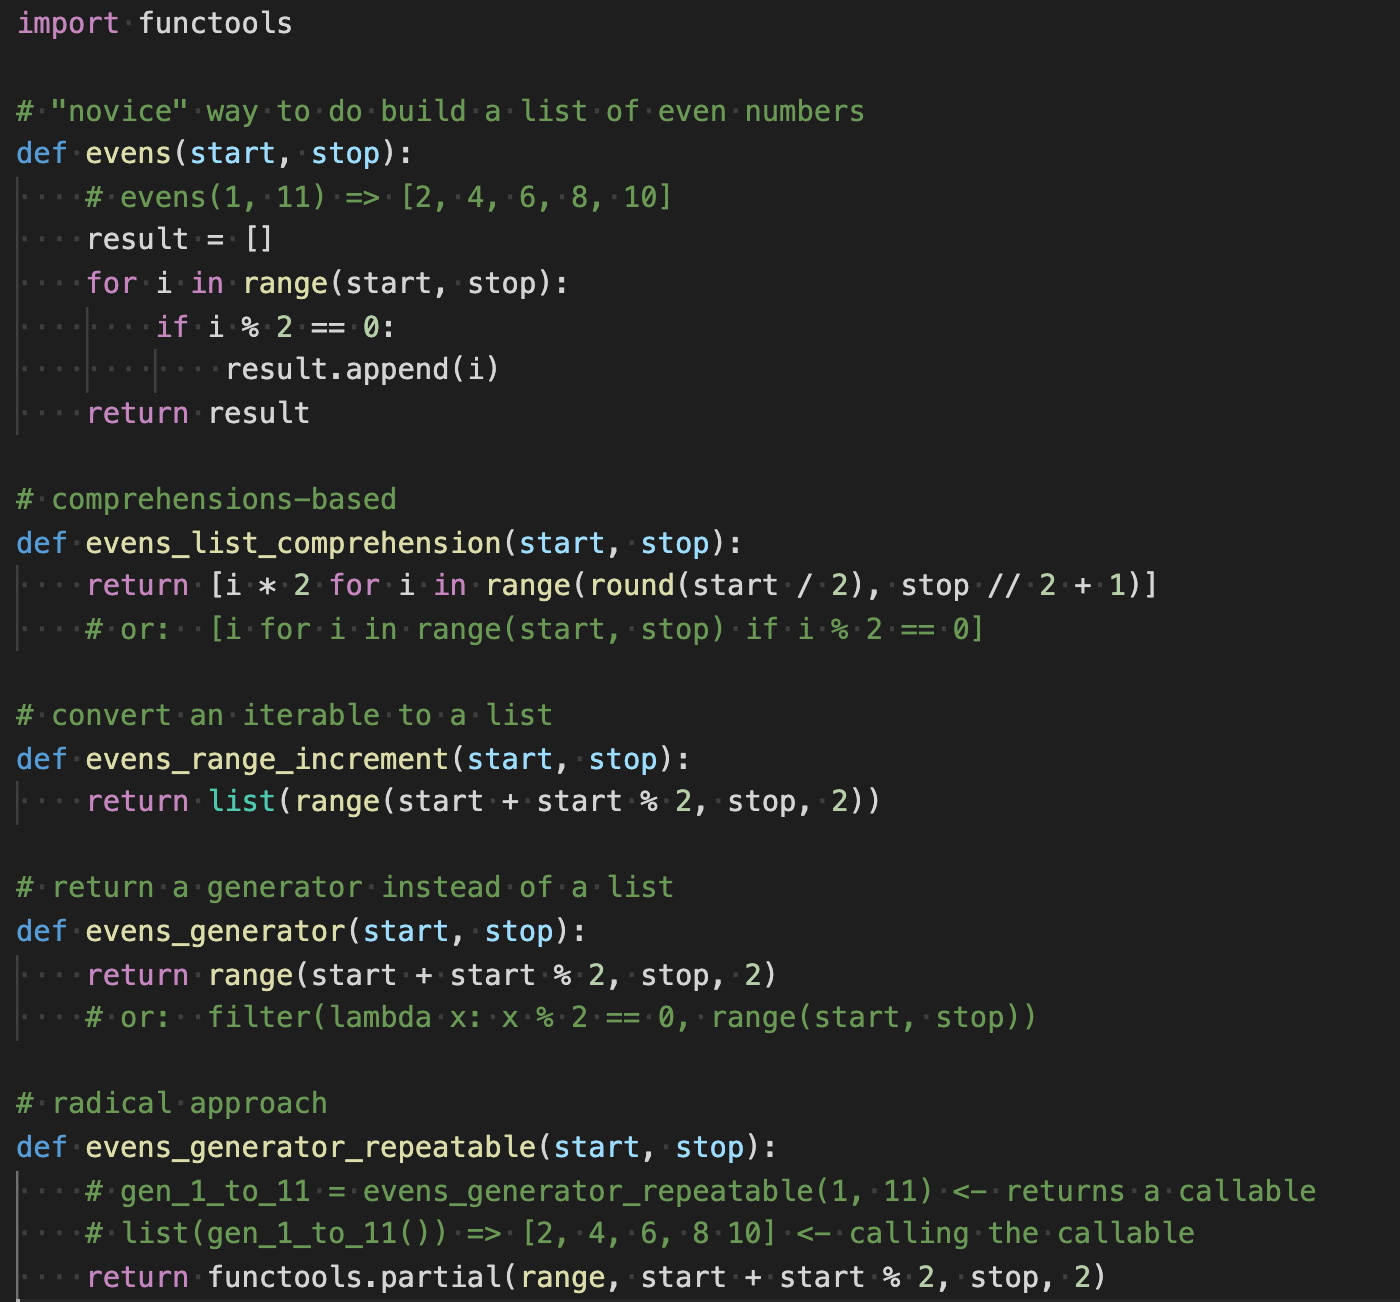 import functools
# "novice" way to do build a list of even numbers
def evens(start, stop):
    # evens(1, 11) => [2, 4, 6, 8, 10]
    result = []
    for i in range(start, stop):
        if i % 2 == 0:
            result.append(i)
    return result
# comprehensions-based
def evens_list_comprehension(start, stop):
    return [i * 2 for i in range(round(start / 2), stop // 2 + 1)]
    # or:  [i for i in range(start, stop) if i % 2 == 0]
# convert an iterable to a list
def evens_range_increment(start, stop):
    return list(range(start + start % 2, stop, 2))
# return a generator instead of a list
def evens_generator(start, stop):
    return range(start + start % 2, stop, 2)
    # or:  filter(lambda x: x % 2 == 0, range(start, stop))
# radical approach
def evens_generator_repeatable(start, stop):
    # gen_1_to_11 = evens_generator_repeatable(1, 11) <- returns a callable
    # list(gen_1_to_11()) => [2, 4, 6, 8 10] <- calling the callable
    return functools.partial(range, start + start % 2, stop, 2)